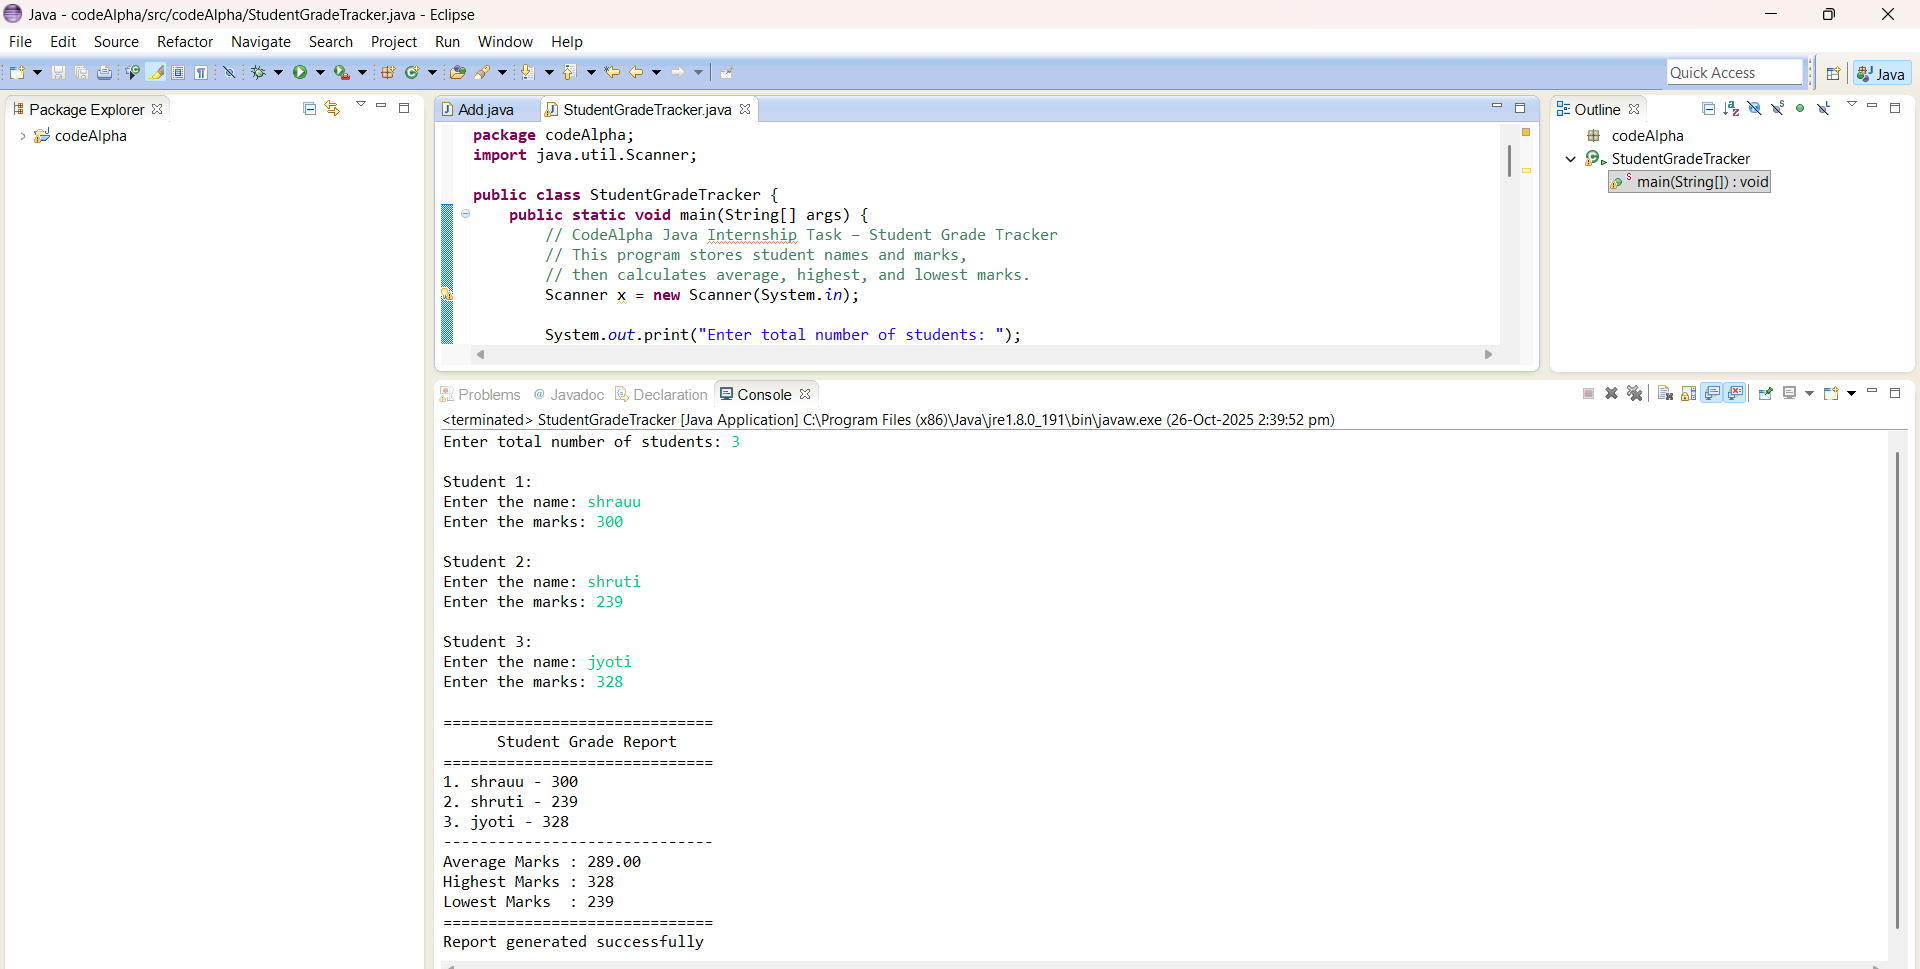 Java - codeAlpha/src/codeAlpha/StudentGradeTracker.java - Eclipse
File Edit Source Refactor Navigate Search Project Run Window Help
Quick Access
Java
Package Explorer
codeAlpha
Add.java
StudentGradeTracker.java
package codeAlpha;
import java.util.Scanner;
public class StudentGradeTracker {
public static void main(String[] args) {
// CodeAlpha Java Internship Task – Student Grade Tracker
// This program stores student names and marks,
// then calculates average, highest, and lowest marks.
Scanner x = new Scanner(System.in);
System.out.print("Enter total number of students: ");
Outline
codeAlpha
StudentGradeTracker
main(String[]) : void
Problems @ Javadoc Declaration Console
<terminated> StudentGradeTracker [Java Application] C:\Program Files (x86)\Java\jre1.8.0_191\bin\javaw.exe (26-Oct-2025 2:39:52 pm)
Enter total number of students: 3
Student 1:
Enter the name: shrauu
Enter the marks: 300
Student 2:
Enter the name: shruti
Enter the marks: 239
Student 3:
Enter the name: jyoti
Enter the marks: 328
==============================
Student Grade Report
==============================
1. shrauu - 300
2. shruti - 239
3. jyoti - 328
------------------------------
Average Marks : 289.00
Highest Marks : 328
Lowest Marks  : 239
==============================
Report generated successfully